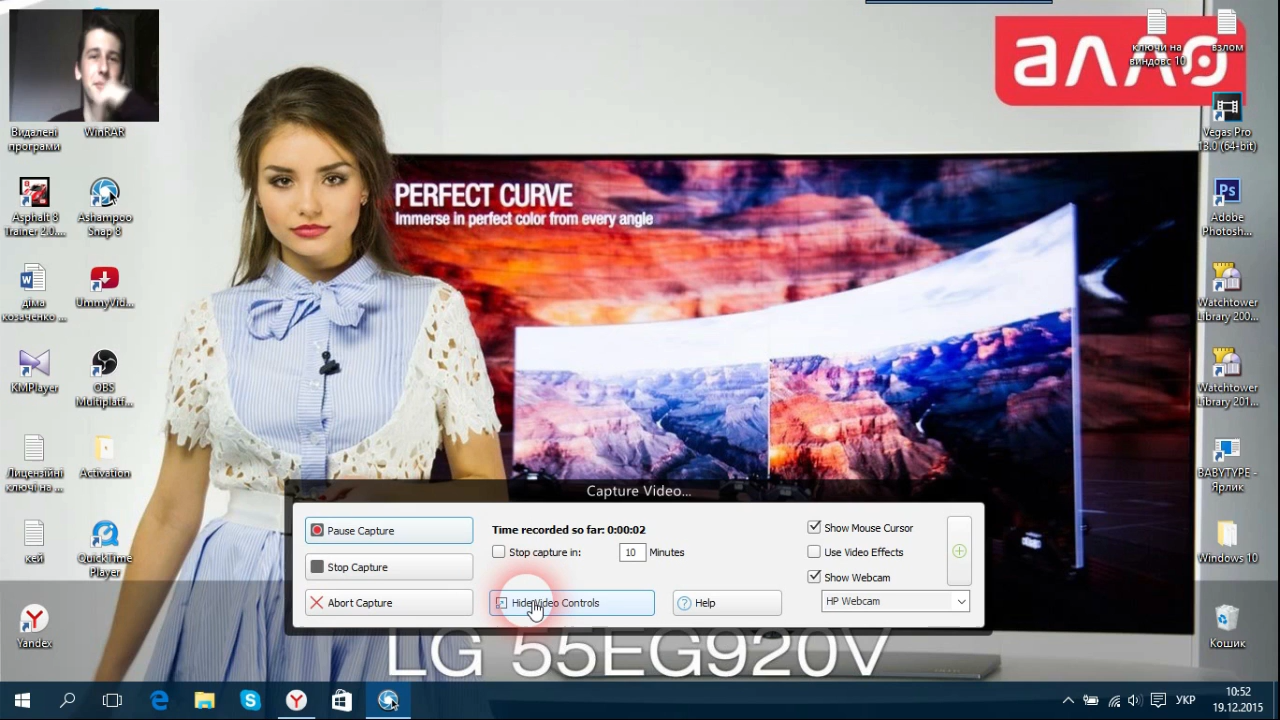 алло
ключи на
виндовс 10
взлом
Видалені
програми
WinRAR
Vegas Pro
13.0 (64-bit)
PERFECT CURVE
Immerse in perfect color from every angle
Asphalt 8
Trainer 2.0....
Ashampoo
Snap 8
Ps
Adobe
Photosh...
діма
козаченко ...
UmmyVid...
Watchtower
Library 200...
KMPlayer
OBS
Multiplatf...
Watchtower
Library 201...
Лицензійні
ключі на ...
Activation
BABYTYPE -
Ярлик
кей
QuickTime
Player
Windows 10
Yandex
Кошик
Capture Video...
Pause Capture
Stop Capture
Abort Capture
Time recorded so far: 0:00:02
Stop capture in: 10 Minutes
Hide Video Controls
Help
Show Mouse Cursor
Use Video Effects
Show Webcam
HP Webcam
LG 55EG920V
УКР
10:52
19.12.2015